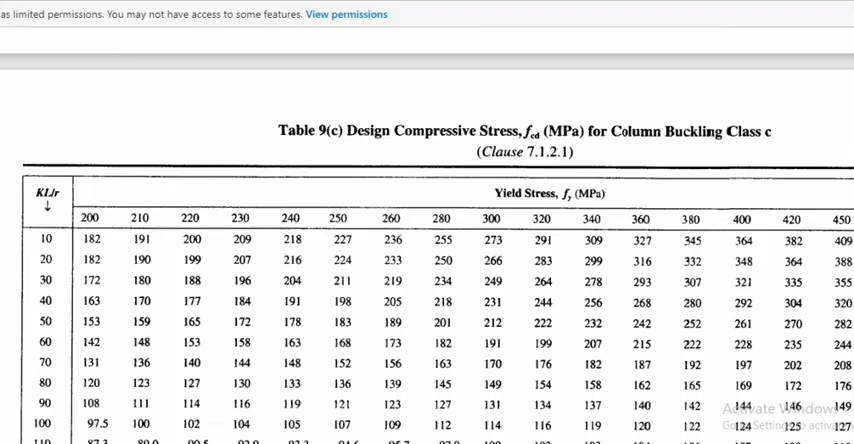 as limited permissions. You may not have access to some features. View permissions
Table 9(c) Design Compressive Stress, fcd (MPa) for Column Buckling Class c
(Clause 7.1.2.1)
KL/r Yield Stress, fy (MPa)
↓
200 210 220 230 240 250 260 280 300 320 340 360 380 400 420 450
10 182 191 200 209 218 227 236 255 273 291 309 327 345 364 382 409
20 182 190 199 207 216 224 233 250 266 283 299 316 332 348 364 388
30 172 180 188 196 204 211 219 234 249 264 278 293 307 321 335 355
40 163 170 177 184 191 198 205 218 231 244 256 268 280 292 304 320
50 153 159 165 172 178 183 189 201 212 222 232 242 252 261 270 282
60 142 148 153 158 163 168 173 182 191 199 207 215 222 228 235 244
70 131 136 140 144 148 152 156 163 170 176 182 187 192 197 202 208
80 120 123 127 130 133 136 139 145 149 154 158 162 165 169 172 176
90 108 111 114 116 119 121 123 127 131 134 137 140 142 144 146 149
Activate Windows
100 97.5 100 102 104 105 107 109 112 114 116 119 120 122 124 125 127